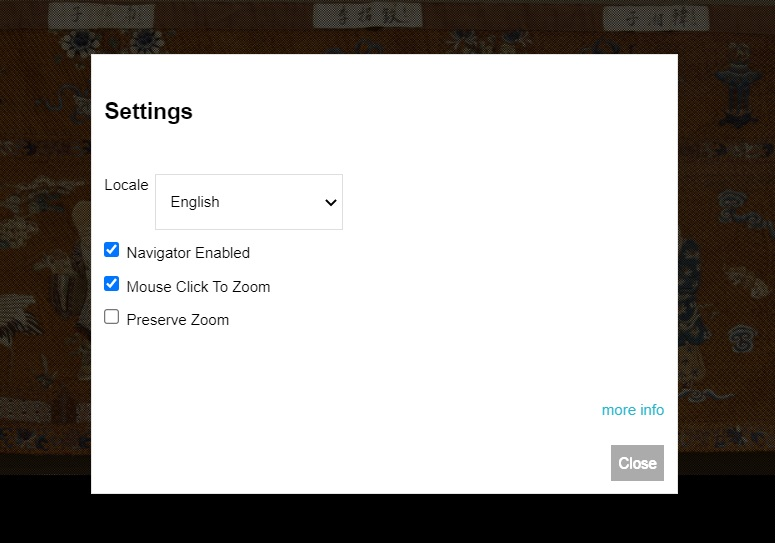 Settings
Locale English
Navigator Enabled
Mouse Click To Zoom
Preserve Zoom
more info
Close